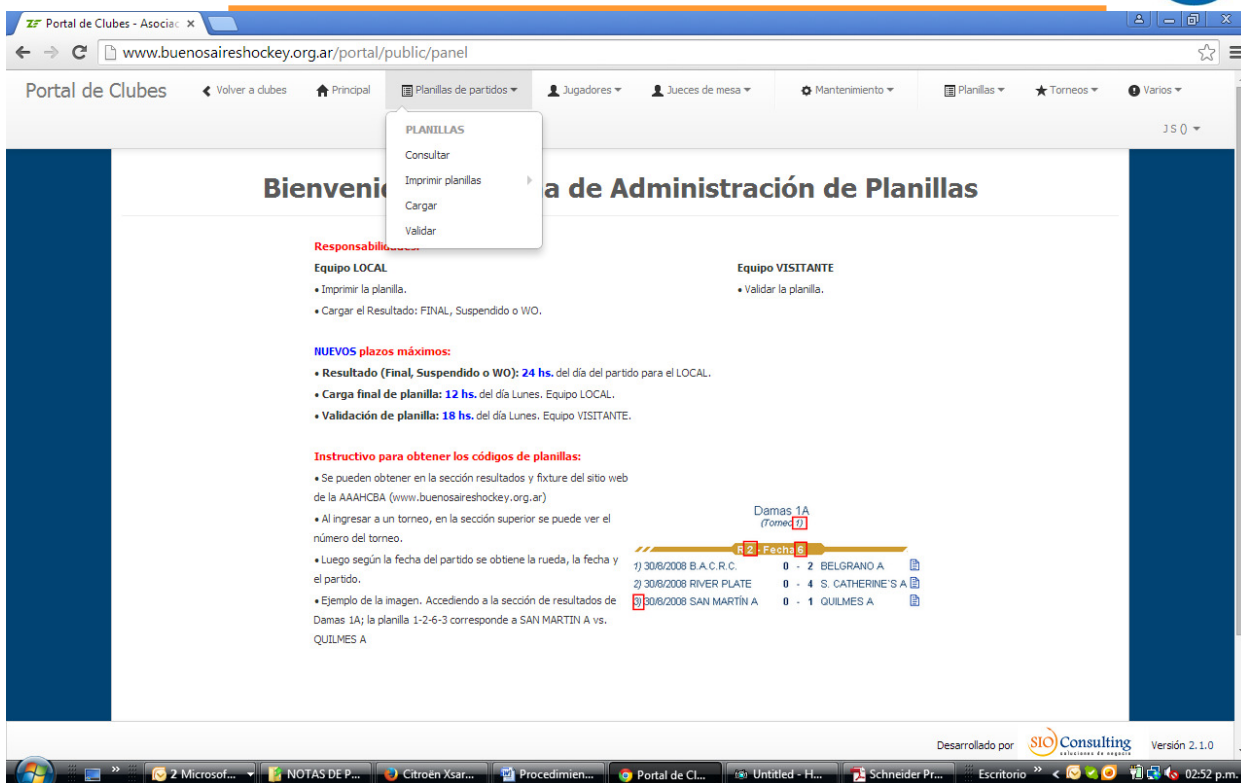 Portal de Clubes - Asociac
www.buenosaireshockey.org.ar/portal/public/panel
Portal de Clubes Volver a clubes Principal Planillas de partidos Jugadores Jueces de mesa Mantenimiento Planillas Torneos Varios
J S ()
PLANILLAS
Consultar
Imprimir planillas
Cargar
Validar
a de Administración de Planillas
Equipo LOCAL Equipo VISITANTE
• Imprimir la planilla. • Validar la planilla.
• Cargar el Resultado: FINAL, Suspendido o WO.
NUEVOS plazos máximos:
• Resultado (Final, Suspendido o WO): 24 hs. del día del partido para el LOCAL.
• Carga final de planilla: 12 hs. del día Lunes. Equipo LOCAL.
• Validación de planilla: 18 hs. del día Lunes. Equipo VISITANTE.
Instructivo para obtener los códigos de planillas:
• Se pueden obtener en la sección resultados y fixture del sitio web
de la AAAHCBA (www.buenosaireshockey.org.ar)
• Al ingresar a un torneo, en la sección superior se puede ver el
número del torneo.
• Luego según la fecha del partido se obtiene la rueda, la fecha y
el partido.
• Ejemplo de la imagen. Accediendo a la sección de resultados de
Damas 1A; la planilla 1-2-6-3 corresponde a SAN MARTIN A vs.
QUILMES A
Damas 1A
(Torneo 1)
R 2 - Fecha 6
1) 30/8/2008 B.A.C.R.C. 0 - 2 BELGRANO A
2) 30/8/2008 RIVER PLATE 0 - 4 S. CATHERINE'S A
3) 30/8/2008 SAN MARTÍN A 0 - 1 QUILMES A
Desarrollado por SIO Consulting soluciones de negocio Versión 2.1.0
2 Microsof... NOTAS DE P... Citroën Xsar... Procedimien... Portal de Cl... Untitled - H... Schneider Pr... Escritorio 02:52 p.m.